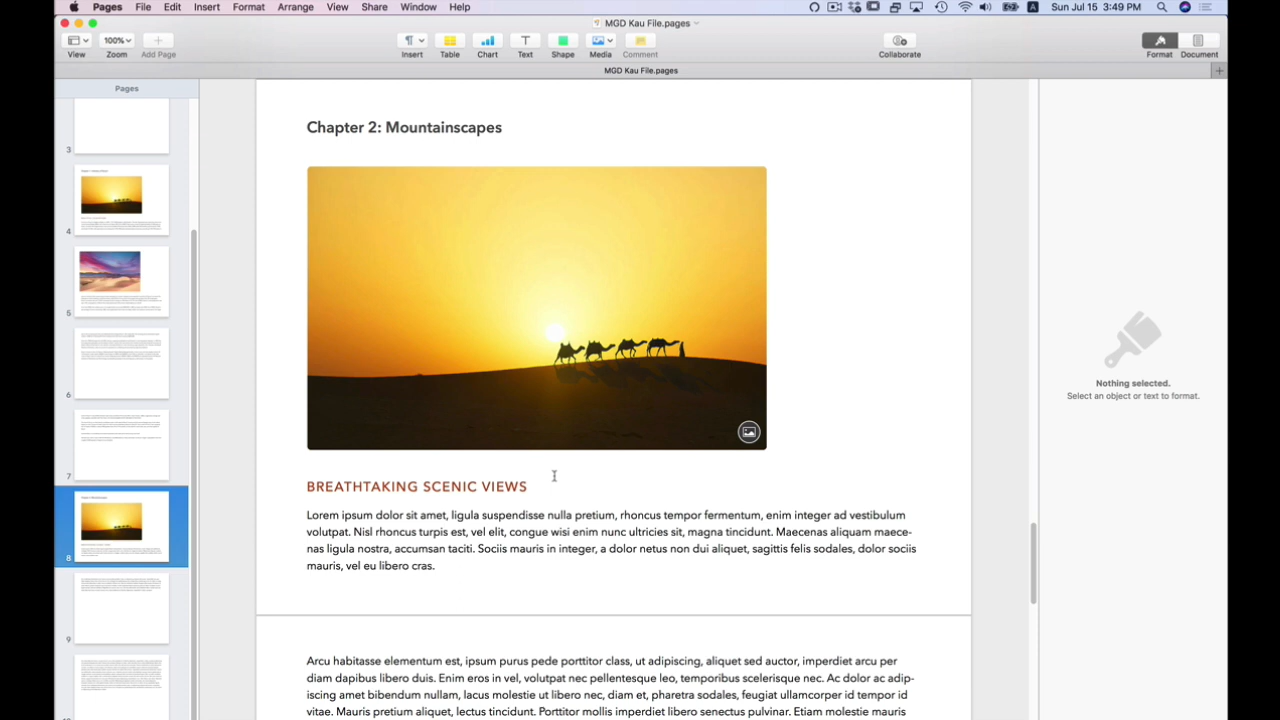 Pages File Edit Insert Format Arrange View Share Window Help A Sun Jul 15 3:49 PM
MGD Kau File.pages
100%
View Zoom Add Page Insert Table Chart Text Shape Media Comment Collaborate Format Document
MGD Kau File.pages
Pages
3
4
5
6
7
8
9
Chapter 2: Mountainscapes
BREATHTAKING SCENIC VIEWS
Lorem ipsum dolor sit amet, ligula suspendisse nulla pretium, rhoncus tempor fermentum, enim integer ad vestibulum
volutpat. Nisl rhoncus turpis est, vel elit, congue wisi enim nunc ultricies sit, magna tincidunt. Maecenas aliquam maece-
nas ligula nostra, accumsan taciti. Sociis mauris in integer, a dolor netus non dui aliquet, sagittis felis sodales, dolor sociis
mauris, vel eu libero cras.
Arcu habitasse elementum est, ipsum purus pede porttitor class, ut adipiscing, aliquet sed auctor, imperdiet arcu per
diam dapibus libero duis. Enim eros in vel, volutpat nec pellentesque leo, temporibus scelerisque nec. Ac dolor ac adip-
iscing amet bibendum nullam, lacus molestie ut libero nec, diam et, pharetra sodales, feugiat ullamcorper id tempor id
vitae. Mauris pretium aliquet, lectus tincidunt. Porttitor mollis imperdiet libero senectus pulvinar. Etiam molestie mauris
Nothing selected.
Select an object or text to format.